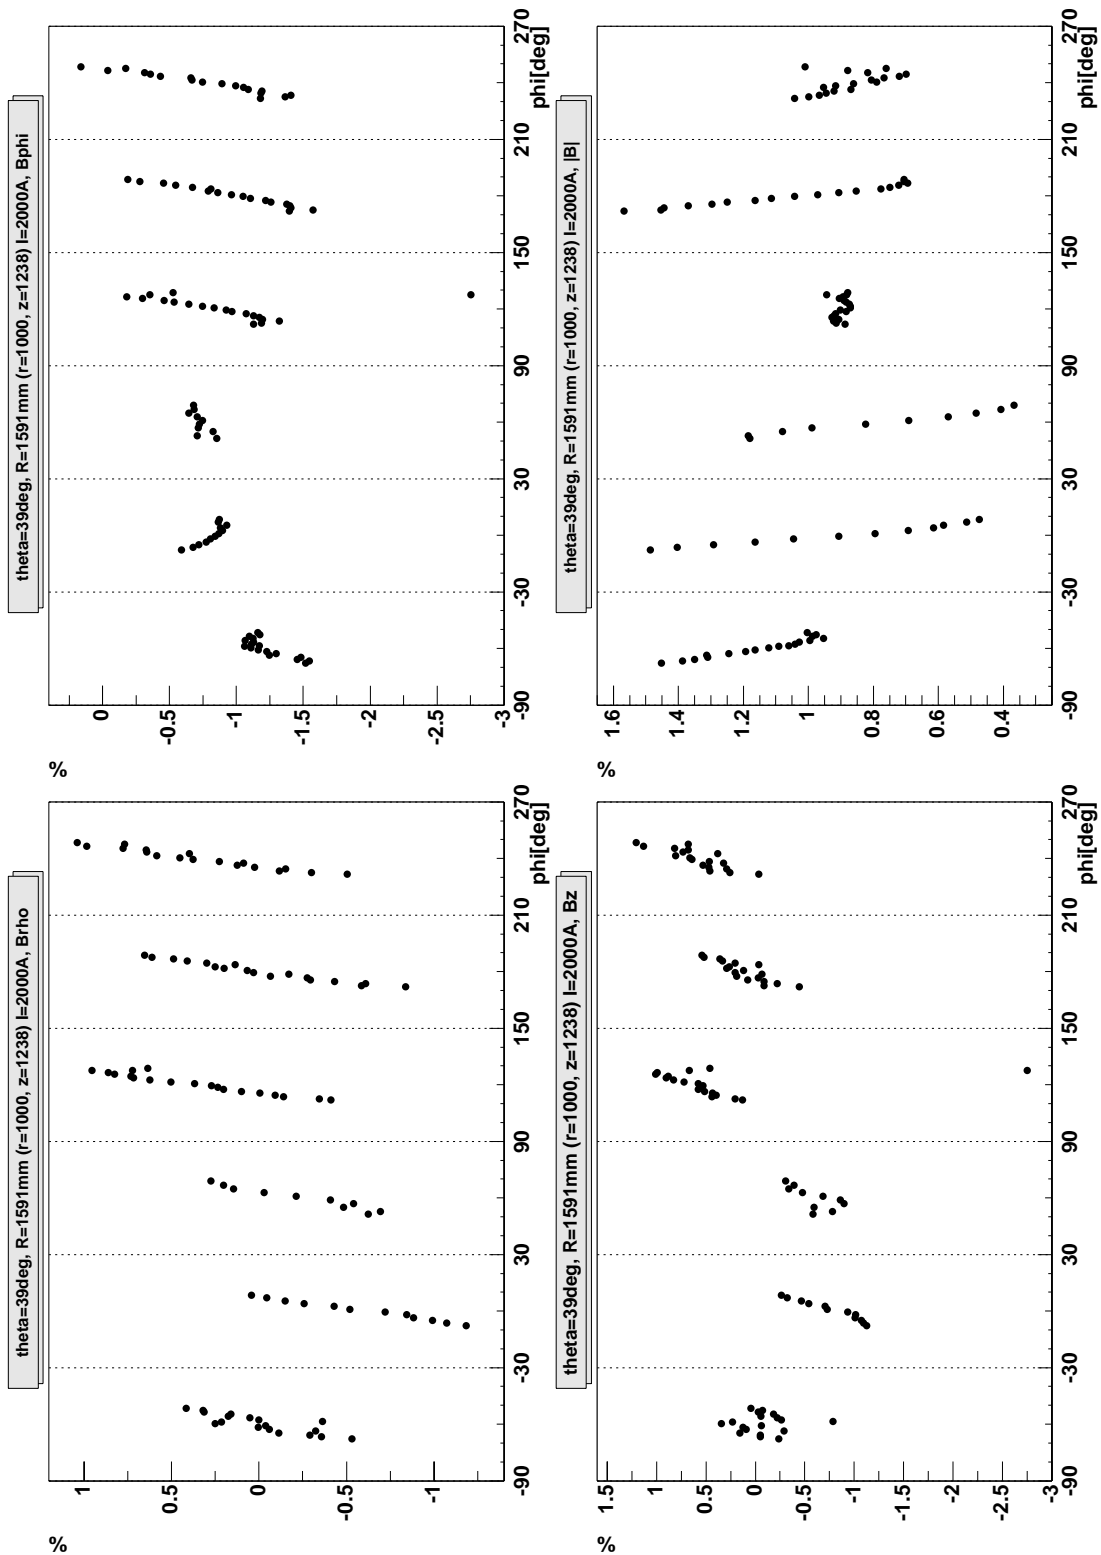 theta=39deg, R=1591mm (r=1000, z=1238) I=2000A, Brho
%
1
0.5
0
-0.5
-1
-90 -30 30 90 150 210 270
phi[deg]
theta=39deg, R=1591mm (r=1000, z=1238) I=2000A, Bphi
%
0
-0.5
-1
-1.5
-2
-2.5
-3
-90 -30 30 90 150 210 270
phi[deg]
theta=39deg, R=1591mm (r=1000, z=1238) I=2000A, Bz
%
1.5
1
0.5
0
-0.5
-1
-1.5
-2
-2.5
-3
-90 -30 30 90 150 210 270
phi[deg]
theta=39deg, R=1591mm (r=1000, z=1238) I=2000A, |B|
%
1.6
1.4
1.2
1
0.8
0.6
0.4
-90 -30 30 90 150 210 270
phi[deg]